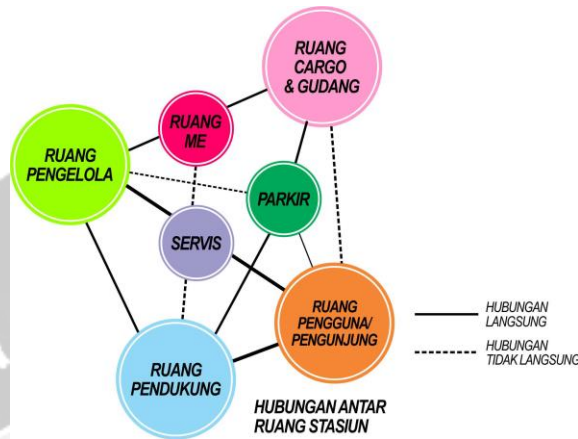 RUANG
CARGO
& GUDANG
RUANG
ME
RUANG
PENGELOLA
PARKIR
SERVIS
RUANG
PENGGUNA/
PENGUNJUNG
RUANG
PENDUKUNG
HUBUNGAN
LANGSUNG
HUBUNGAN
TIDAK LANGSUNG
HUBUNGAN ANTAR
RUANG STASIUN